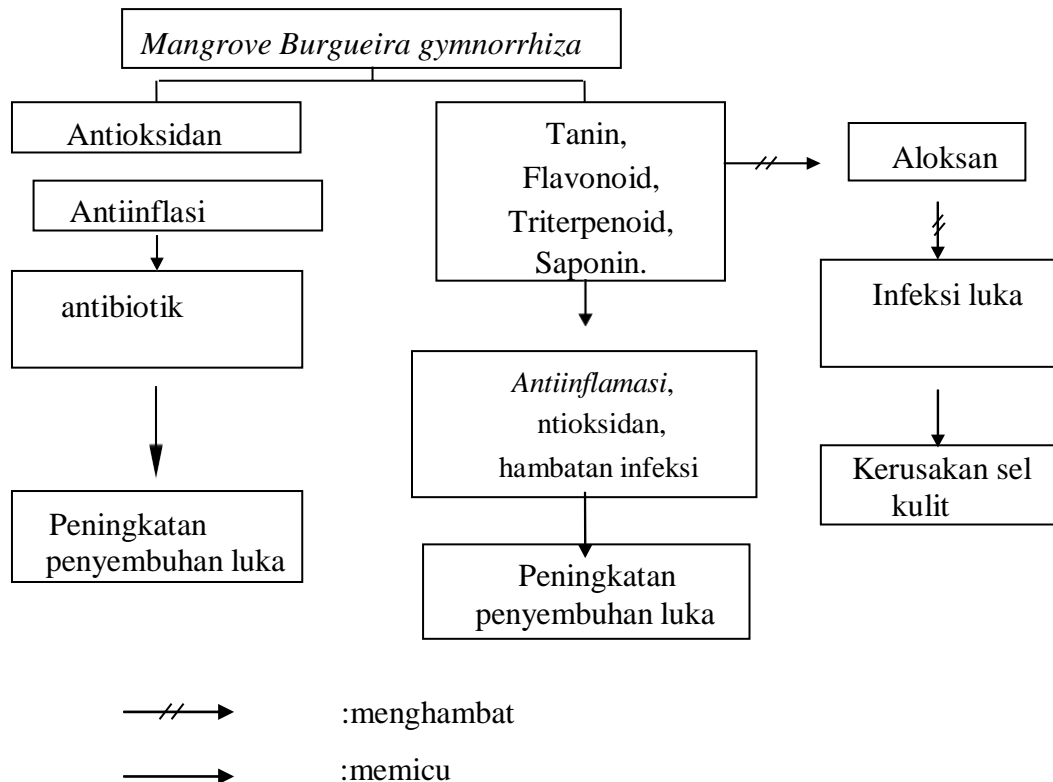 Mangrove Burgueira gymnorrhiza
Antioksidan
Antiinflasi
antibiotik
Peningkatan
penyembuhan luka
Tanin,
Flavonoid,
Triterpenoid,
Saponin.
Antiinflamasi,
ntioksidan,
hambatan infeksi
Peningkatan
penyembuhan luka
Aloksan
Infeksi luka
Kerusakan sel
kulit
:menghambat
:memicu